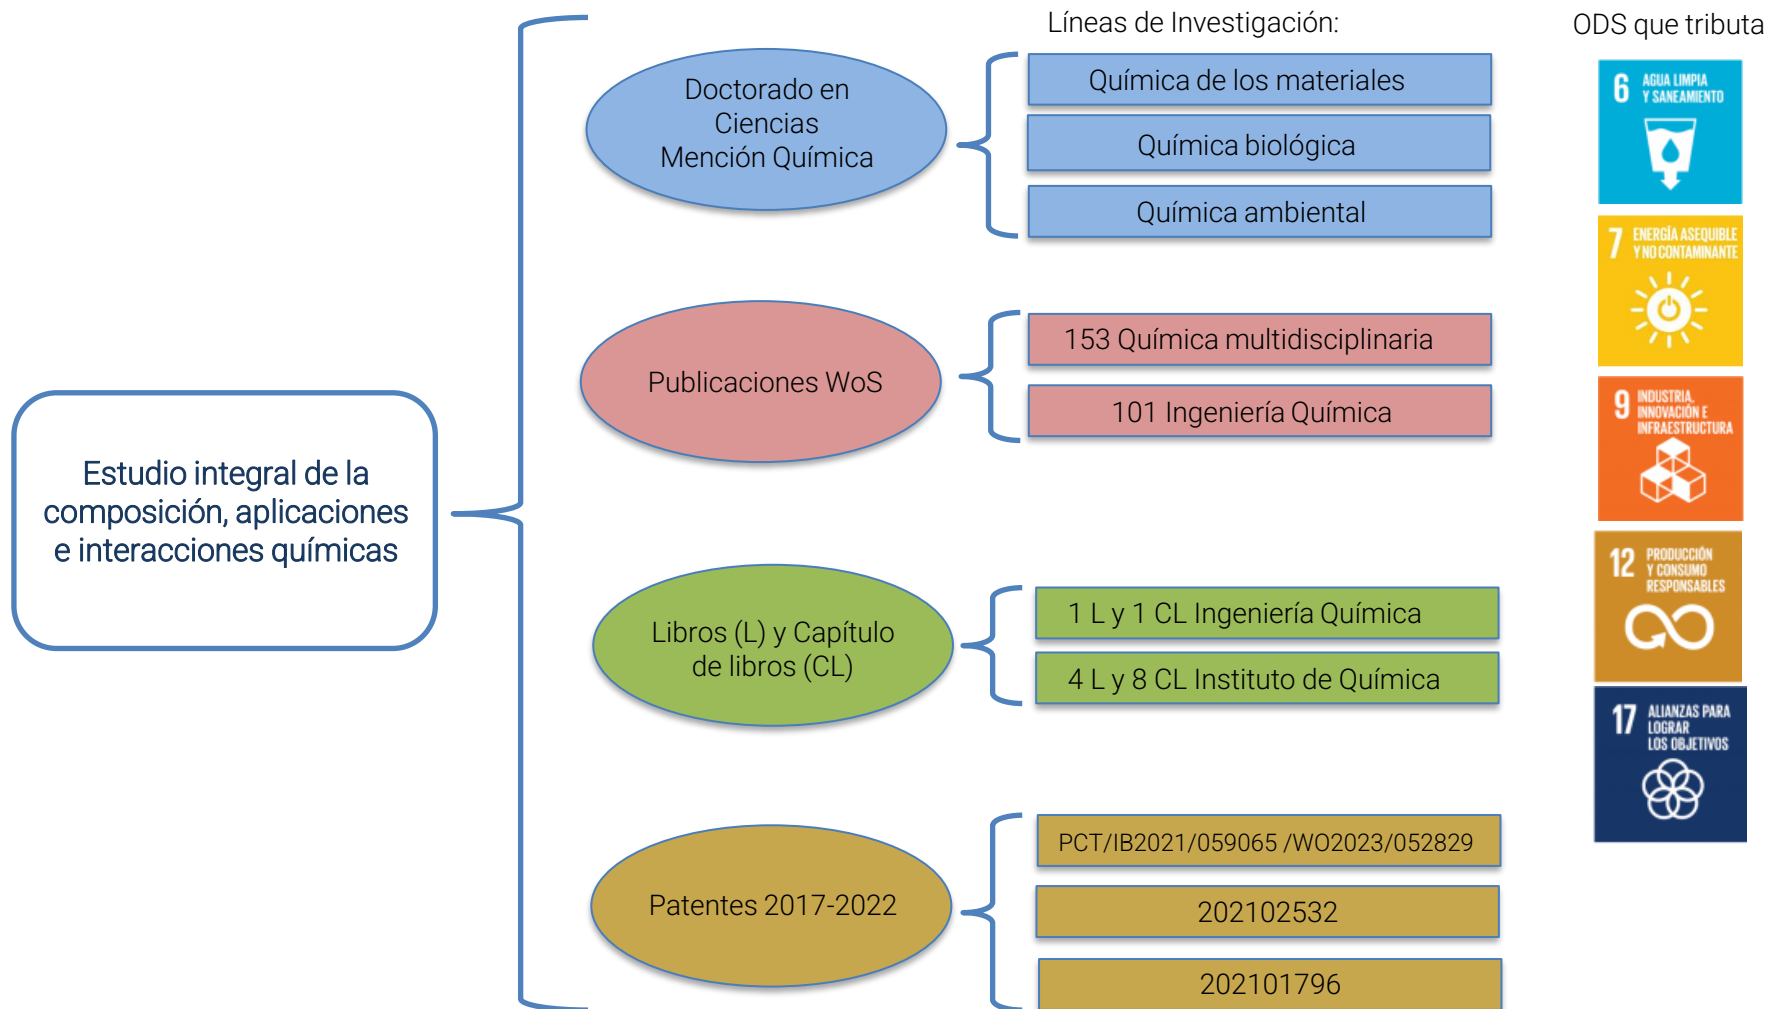 Líneas de Investigación:
ODS que tributa
Estudio integral de la
composición, aplicaciones
e interacciones químicas
Doctorado en
Ciencias
Mención Química
Química de los materiales
Química biológica
Química ambiental
Publicaciones WoS
153 Química multidisciplinaria
101 Ingeniería Química
Libros (L) y Capítulo
de libros (CL)
1 L y 1 CL Ingeniería Química
4 L y 8 CL Instituto de Química
Patentes 2017-2022
PCT/IB2021/059065 /WO2023/052829
202102532
202101796
6 AGUA LIMPIA
Y SANEAMIENTO
7 ENERGÍA ASEQUIBLE
Y NO CONTAMINANTE
9 INDUSTRIA,
INNOVACIÓN E
INFRAESTRUCTURA
12 PRODUCCIÓN
Y CONSUMO
RESPONSABLES
17 ALIANZAS PARA
LOGRAR
LOS OBJETIVOS